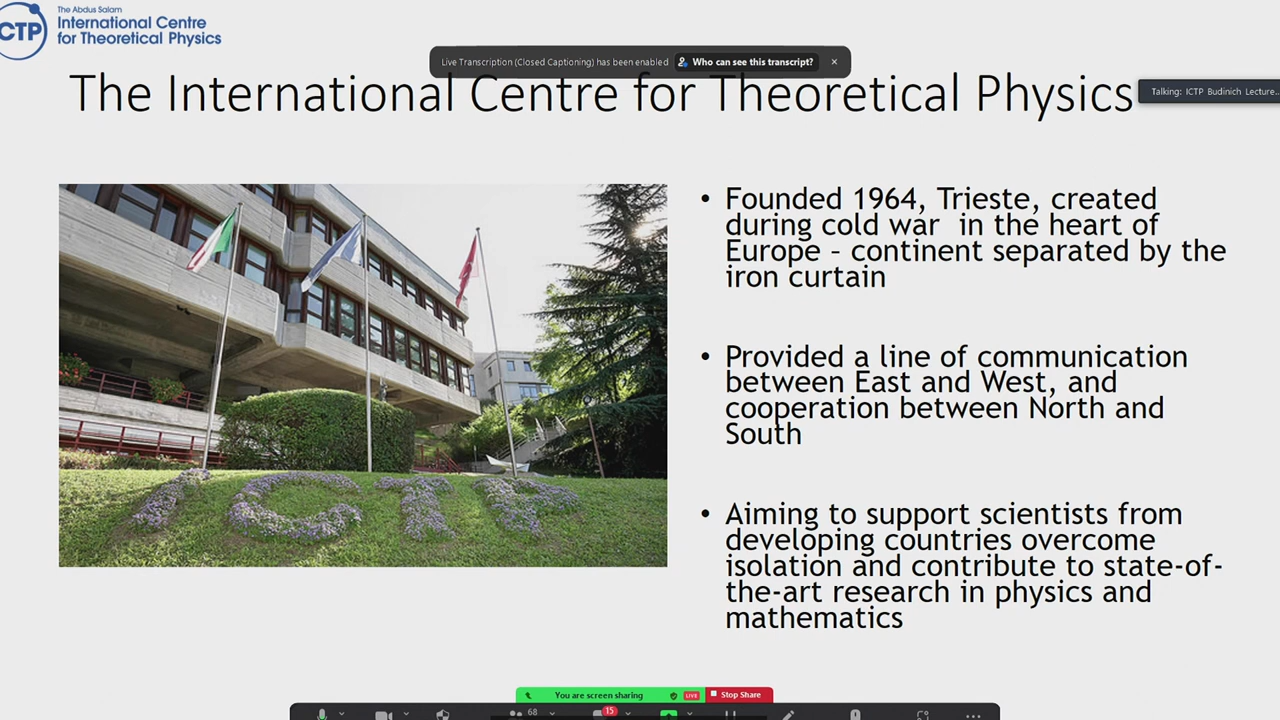 The Abdus Salam
International Centre
for Theoretical Physics
CTP
Live Transcription (Closed Captioning) has been enabled Who can see this transcript?
The International Centre for Theoretical Physics
Talking: ICTP Budinich Lecture...
• Founded 1964, Trieste, created
during cold war in the heart of
Europe – continent separated by the
iron curtain
• Provided a line of communication
between East and West, and
cooperation between North and
South
• Aiming to support scientists from
developing countries overcome
isolation and contribute to state-of-
the-art research in physics and
mathematics
ICTP
You are screen sharing LIVE Stop Share
68 15